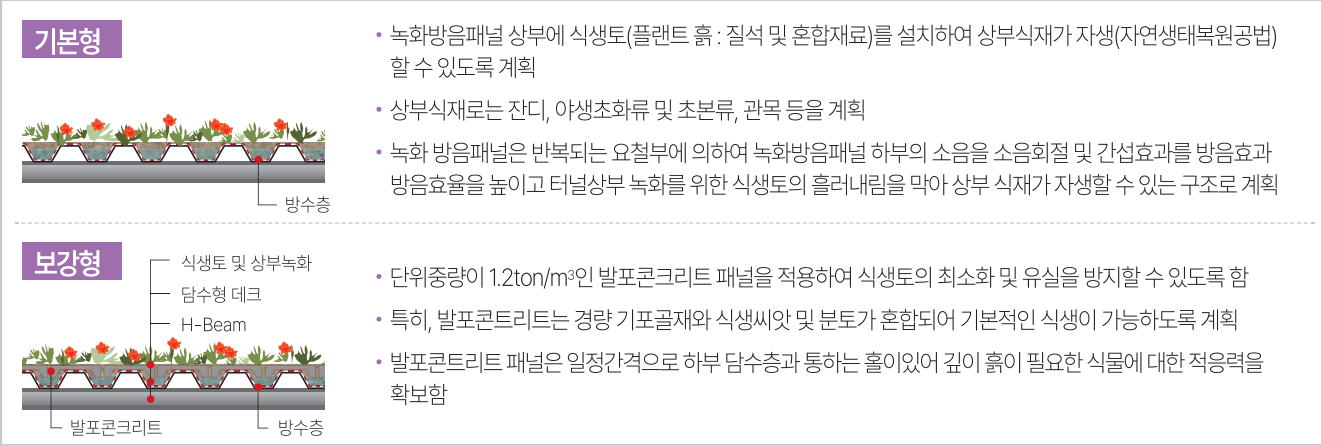 기본형
• 녹화방음패널 상부에 식생토(플랜트 흙 : 질석 및 혼합재료)를 설치하여 상부식재가 자생(자연생태복원공법)
할 수 있도록 계획
• 상부식재로는 잔디, 야생초화류 및 초본류, 관목 등을 계획
• 녹화 방음패널은 반복되는 요철부에 의하여 녹화방음패널 하부의 소음을 소음회절 및 간섭효과를 방음효과
방음효율을 높이고 터널상부 녹화를 위한 식생토의 흘러내림을 막아 상부 식재가 자생할 수 있는 구조로 계획
방수층
보강형
식생토 및 상부녹화
담수형 데크
H-Beam
발포콘크리트
방수층
• 단위중량이 1.2ton/m³인 발포콘크리트 패널을 적용하여 식생토의 최소화 및 유실을 방지할 수 있도록 함
• 특히, 발포콘트리트는 경량 기포골재와 식생씨앗 및 분토가 혼합되어 기본적인 식생이 가능하도록 계획
• 발포콘트리트 패널은 일정간격으로 하부 담수층과 통하는 홀이있어 깊이 흙이 필요한 식물에 대한 적응력을
확보함